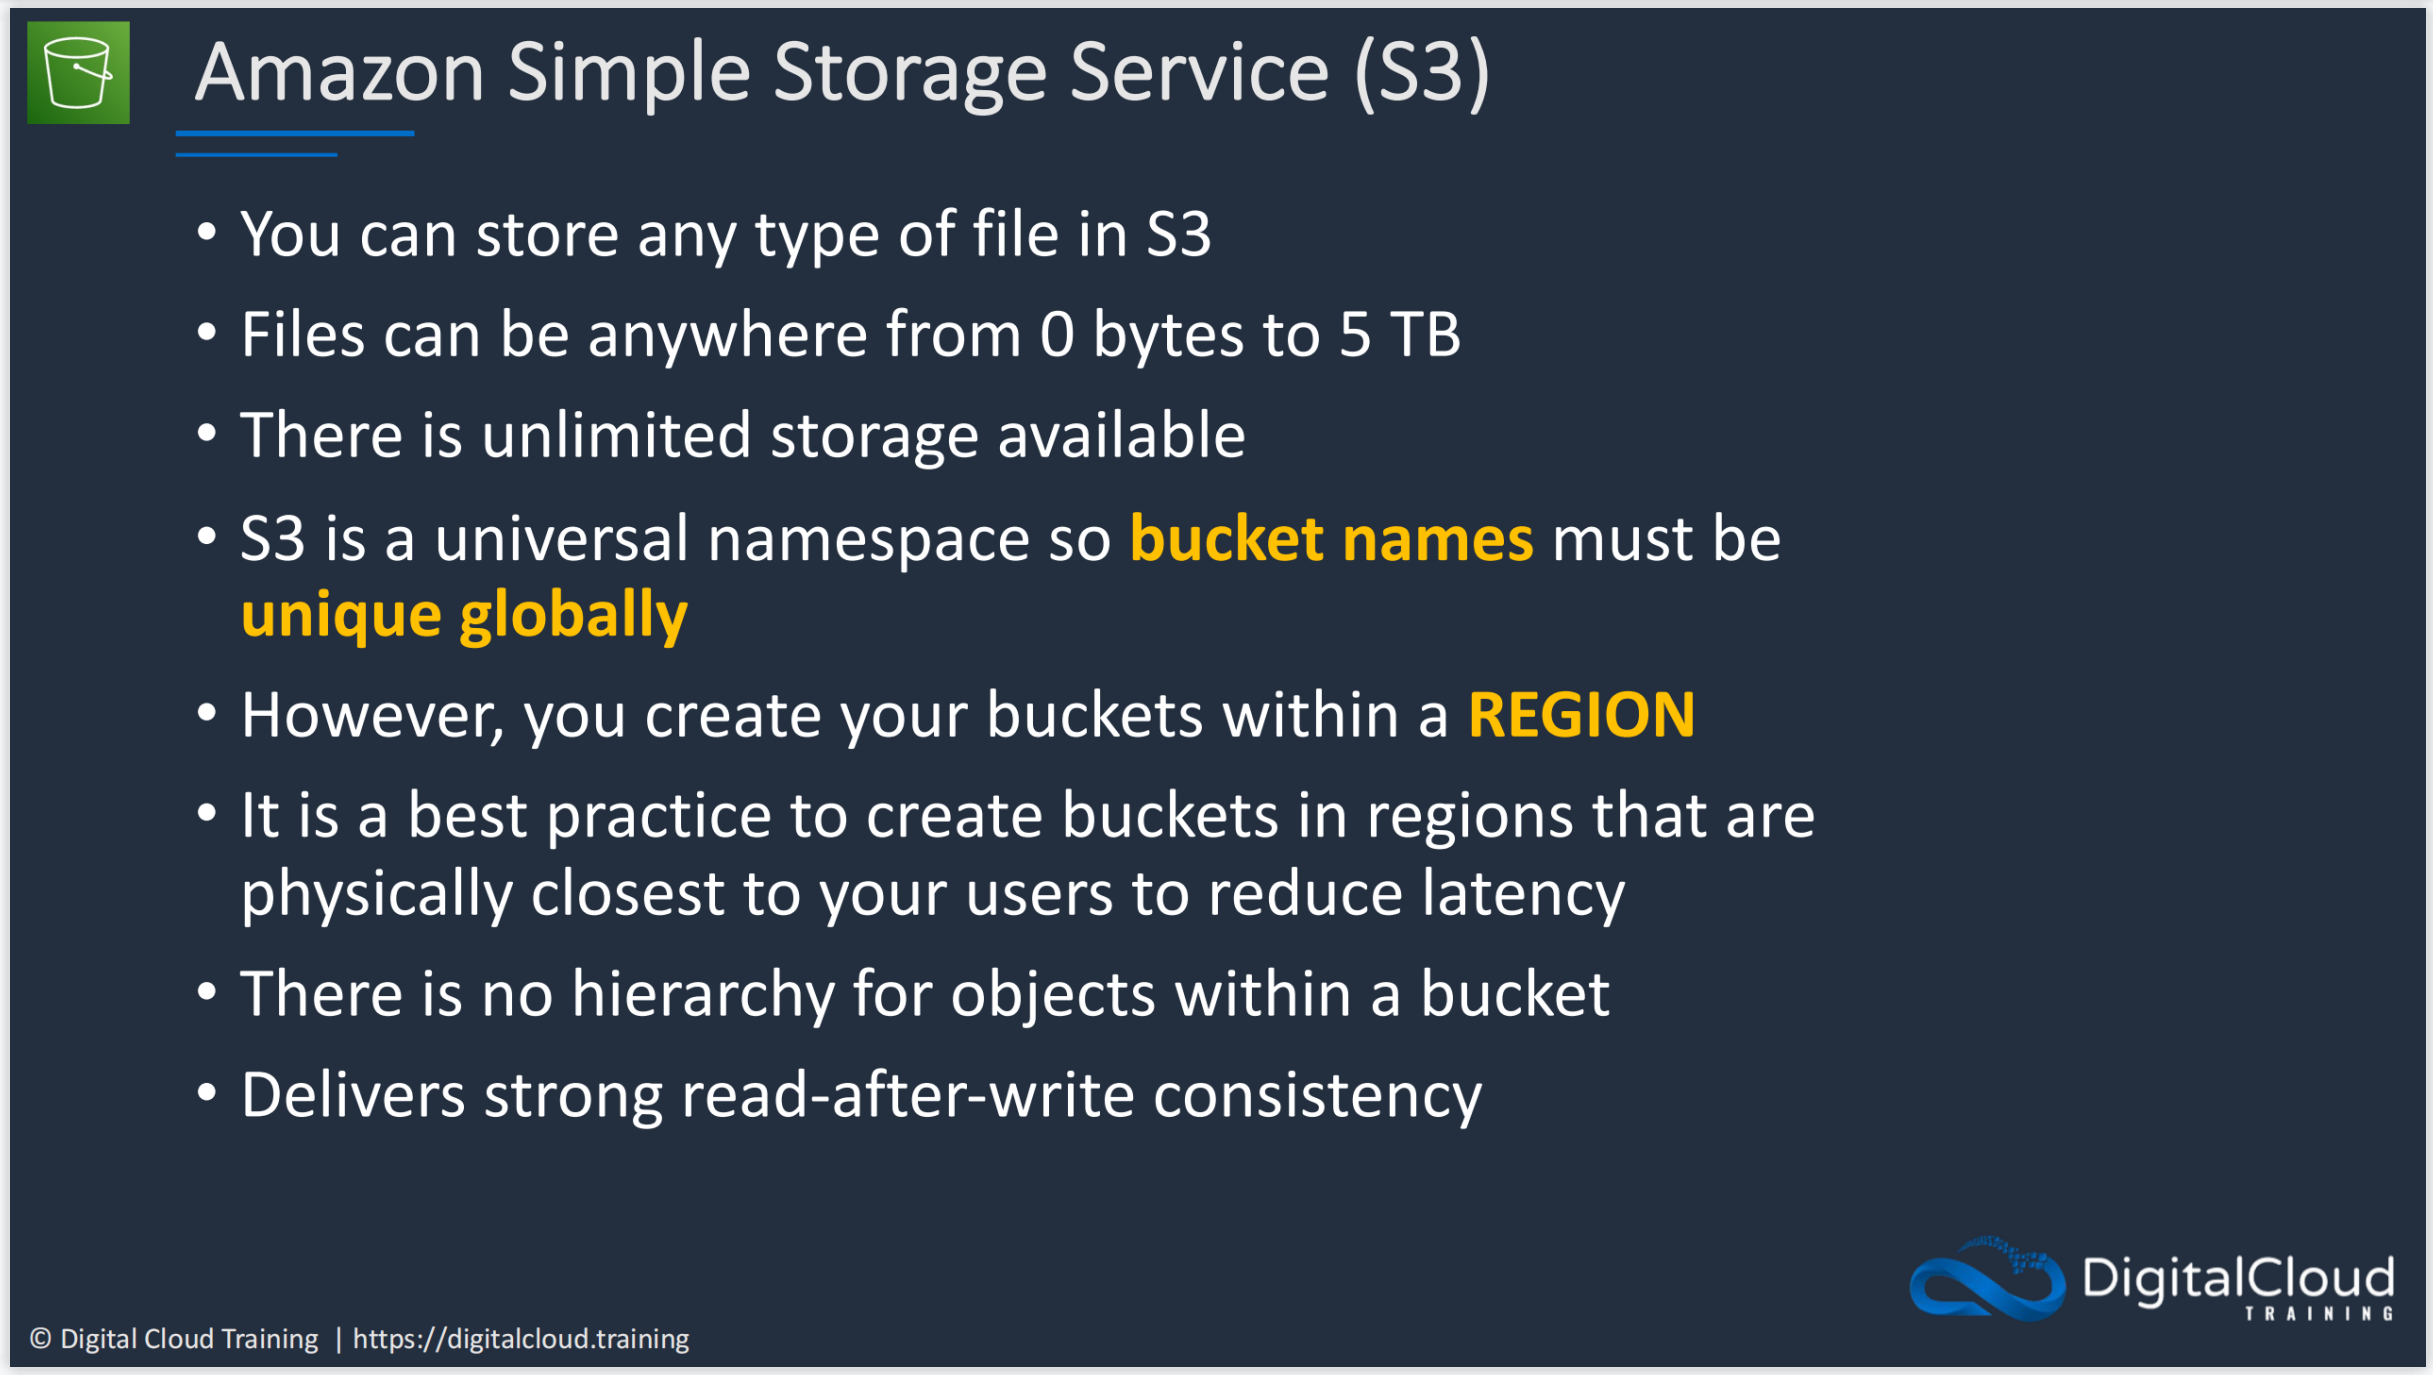 Amazon Simple Storage Service (S3)
• You can store any type of file in S3
• Files can be anywhere from 0 bytes to 5 TB
• There is unlimited storage available
• S3 is a universal namespace so bucket names must be
unique globally
• However, you create your buckets within a REGION
• It is a best practice to create buckets in regions that are
physically closest to your users to reduce latency
• There is no hierarchy for objects within a bucket
• Delivers strong read-after-write consistency
DigitalCloud
TRAINING
© Digital Cloud Training | https://digitalcloud.training